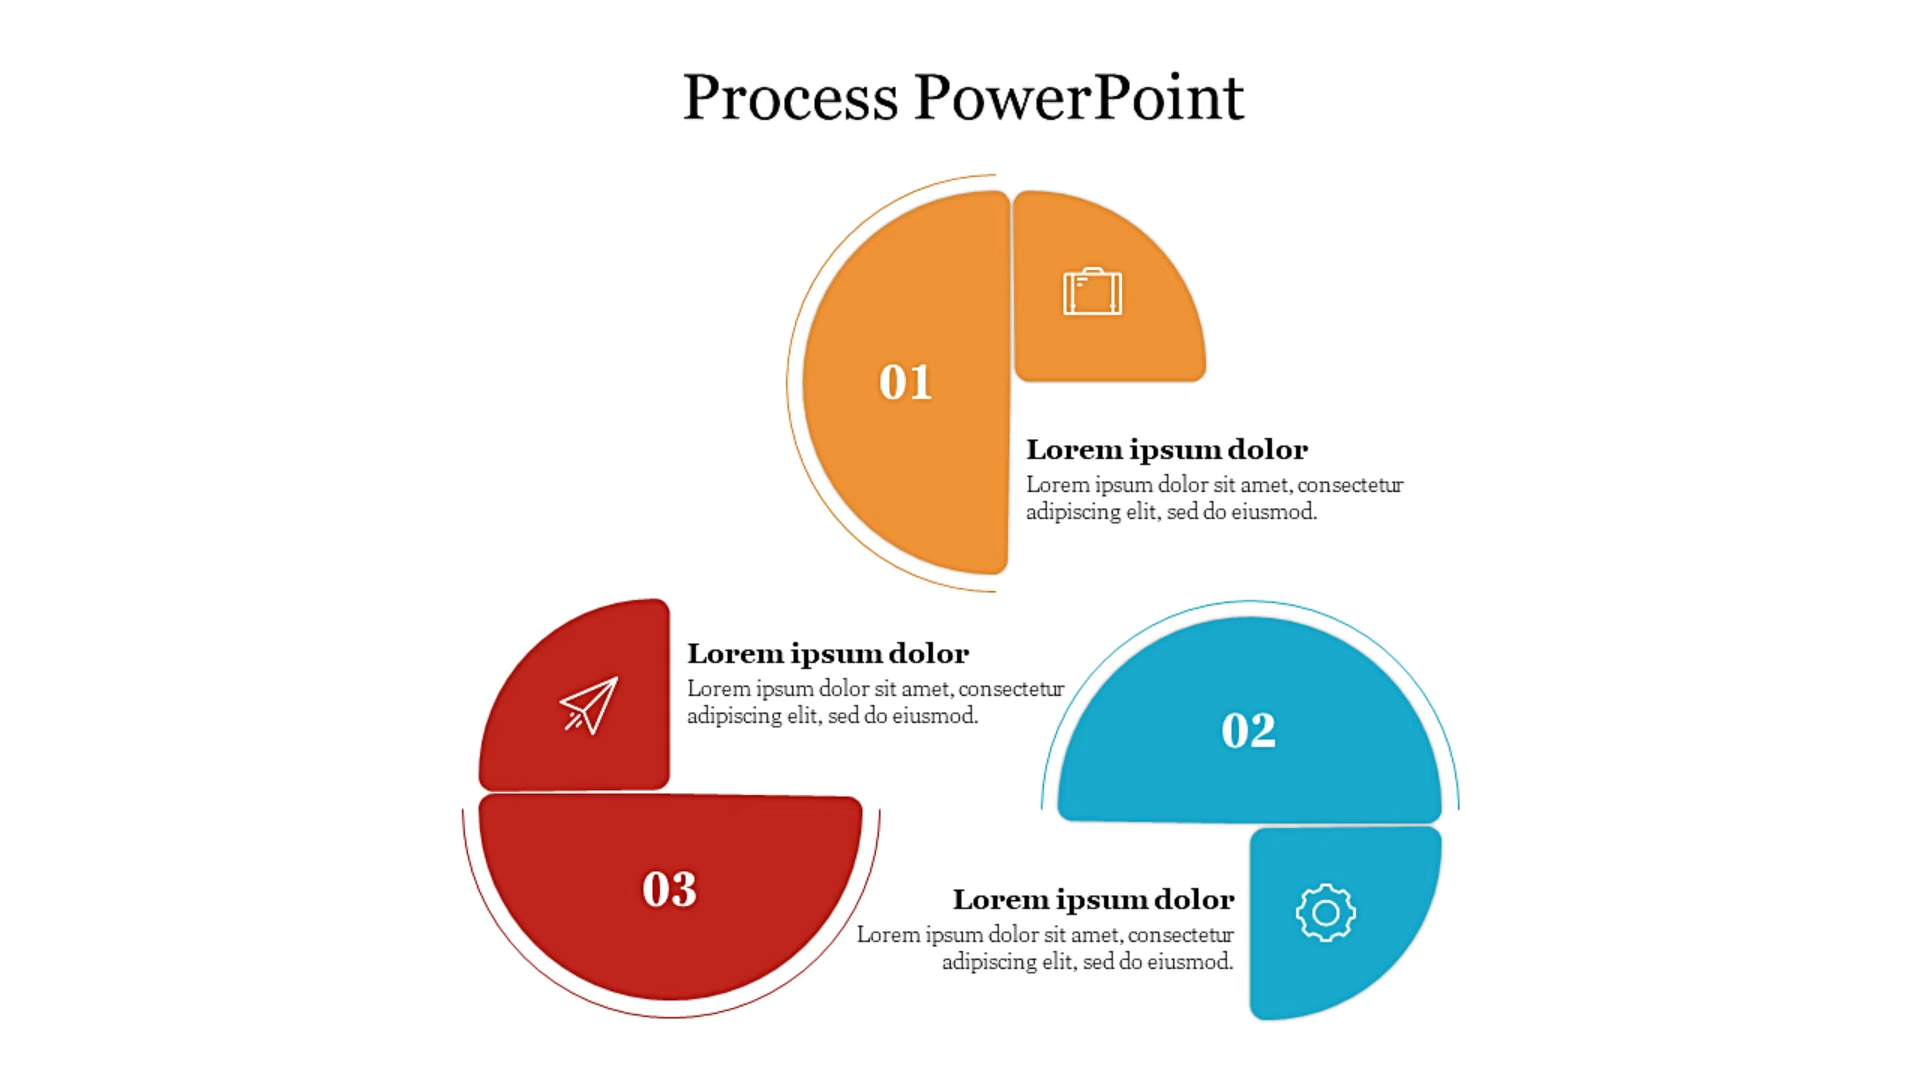 Process PowerPoint
01
Lorem ipsum dolor
Lorem ipsum dolor sit amet, consectetur
adipiscing elit, sed do eiusmod.
02
Lorem ipsum dolor
Lorem ipsum dolor sit amet, consectetur
adipiscing elit, sed do eiusmod.
03
Lorem ipsum dolor
Lorem ipsum dolor sit amet, consectetur
adipiscing elit, sed do eiusmod.